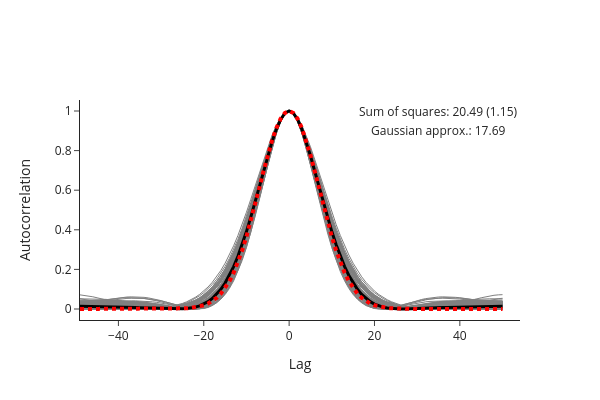 Sum of squares: 20.49 (1.15)
Gaussian approx.: 17.69
Autocorrelation
1
0.8
0.6
0.4
0.2
0
−40
−20
0
20
40
Lag